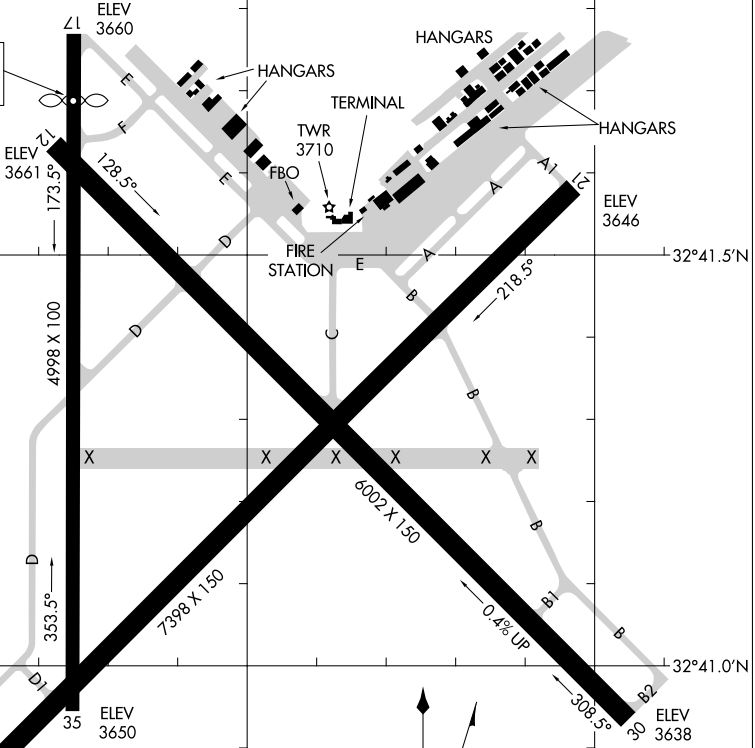 17
ELEV
3660
HANGARS
HANGARS
TERMINAL
TWR
3710
HANGARS
E
F
12
ELEV
3661
173.5°
128.5°
E
FBO
A1
21
A
ELEV
3646
D
FIRE
STATION
E
A
32°41.5'N
218.5°
B
4998 X 100
D
C
B
X X X X X X
6002 X 150
B
D
353.5°
7398 X 150
B1
0.4% UP
B
32°41.0'N
D1
B2
308.5°
35
ELEV
3650
30
ELEV
3638